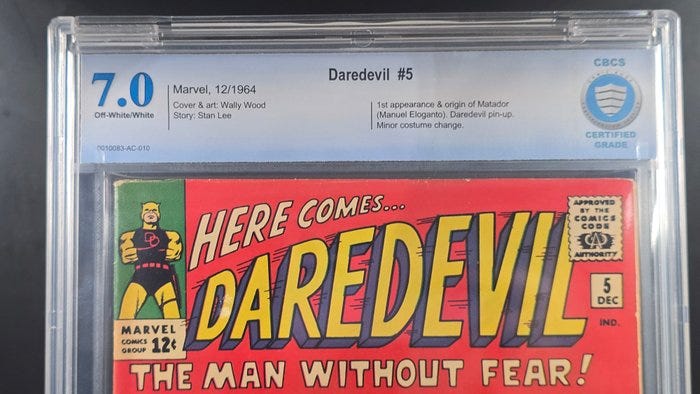 7.0
Off-White/White
Marvel, 12/1964
Cover & art: Wally Wood
Story: Stan Lee
0010083-AC-010
Daredevil #5
1st appearance & origin of Matador
(Manuel Eloganto). Daredevil pin-up.
Minor costume change.
CBCS
CERTIFIED
GRADE
HERE COMES...
DAREDEVIL
THE MAN WITHOUT FEAR!
DD
MARVEL
COMICS
GROUP 12¢
APPROVED
BY THE
COMICS
CODE
CA
AUTHORITY
5
DEC
IND.